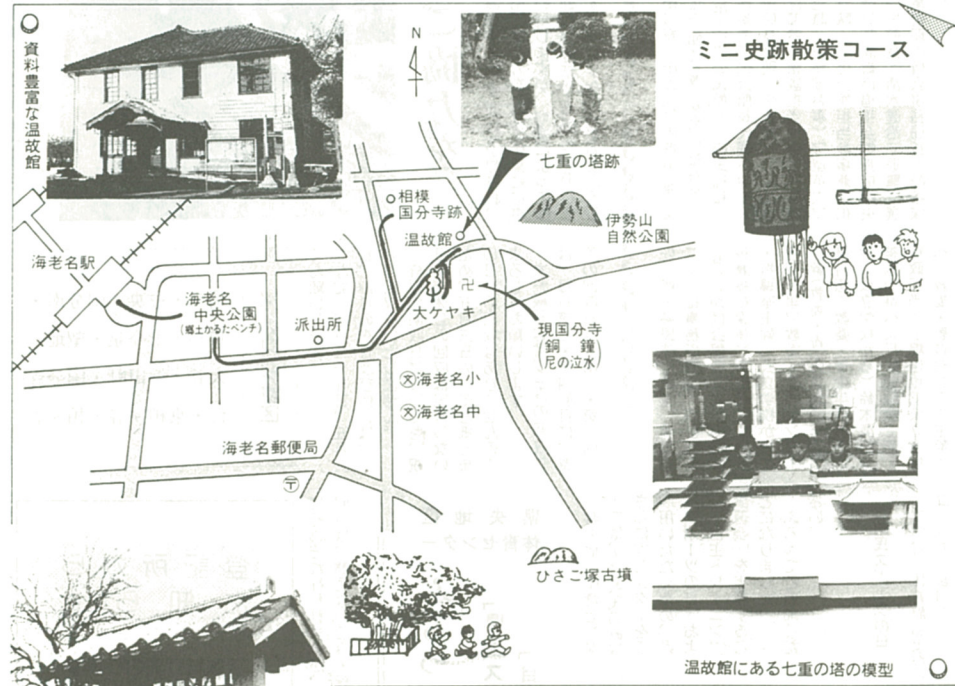 ミニ史跡散策コース
資料豊富な温故館
N
七重の塔跡
相模
国分寺跡
温故館
伊勢山
自然公園
海老名駅
海老名
中央公園
(郷土かるたベンチ)
派出所
大ケヤキ
卍
現国分寺
(銅鐘
尼の泣水)
文海老名小
文海老名中
海老名郵便局
〒
ひさご塚古墳
温故館にある七重の塔の模型